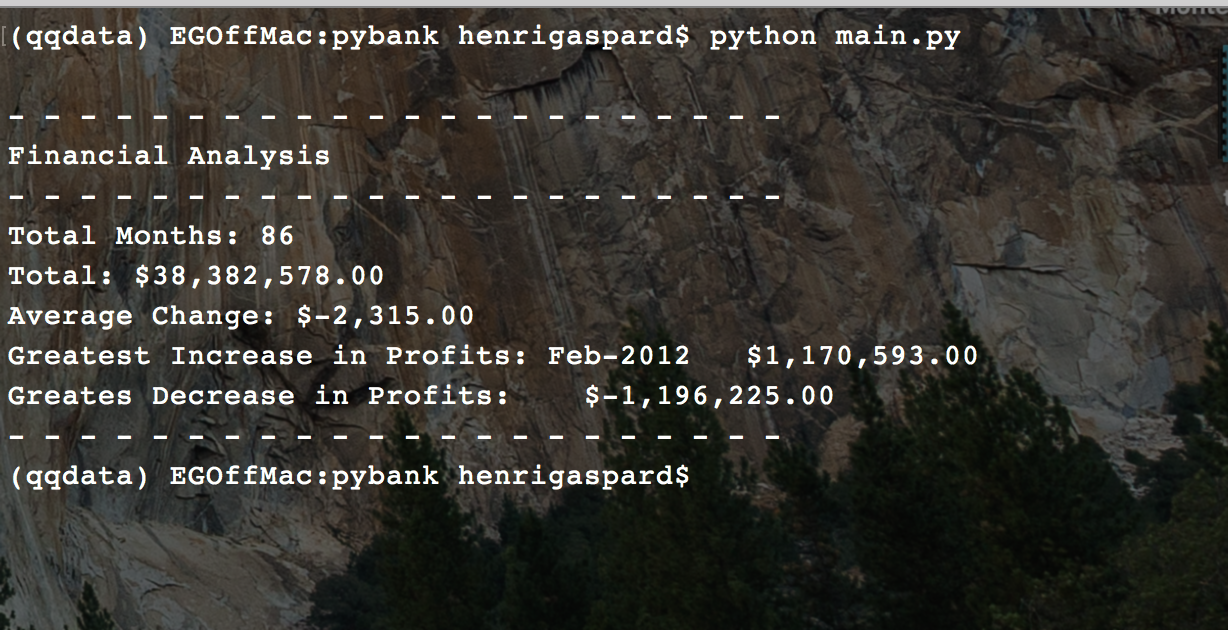 (qqdata) EGOffMac:pybank henrigaspard$ python main.py
- - - - - - - - - - - - - - - - - - - - - -
Financial Analysis
- - - - - - - - - - - - - - - - - - - - - -
Total Months: 86
Total: $38,382,578.00
Average Change: $-2,315.00
Greatest Increase in Profits: Feb-2012   $1,170,593.00
Greates Decrease in Profits:    $-1,196,225.00
- - - - - - - - - - - - - - - - - - - - - -
(qqdata) EGOffMac:pybank henrigaspard$